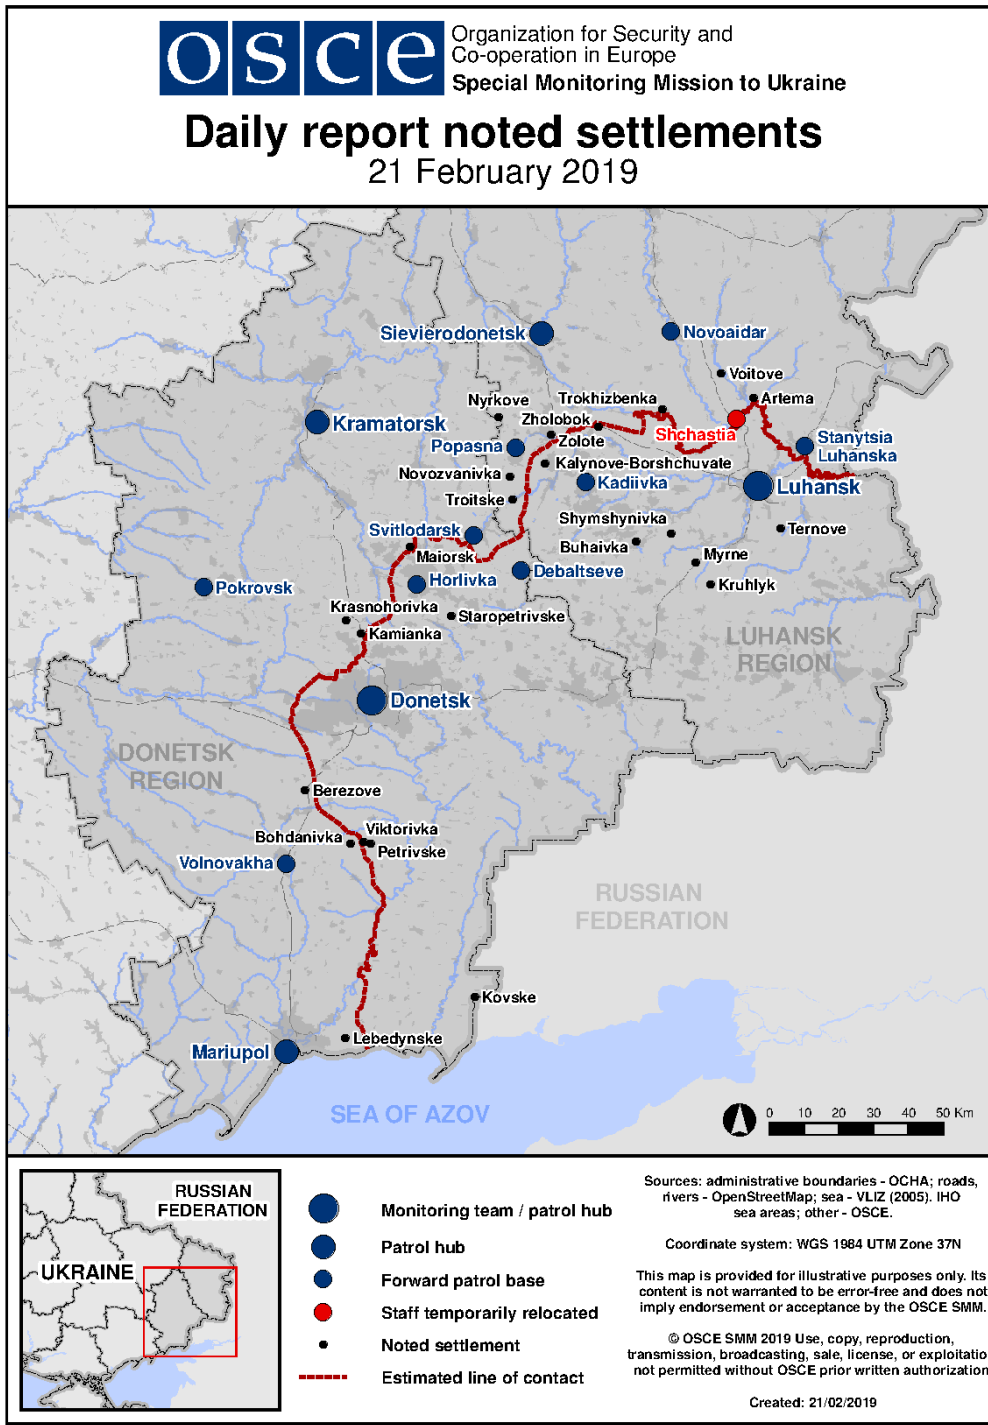 osce
Organization for Security and
Co-operation in Europe
Special Monitoring Mission to Ukraine
Daily report noted settlements
21 February 2019
Sievierodonetsk
Novoaidar
Voitove
Artema
Nyrkove
Trokhizbenka
Kramatorsk
Zholobok
Shchastia
Zolote
Popasna
Stanytsia
Luhanska
Kalynove-Borshchuvate
Novozvanivka
Kadiivka
Luhansk
Troitske
Shymshynivka
Ternove
Svitlodarsk
Buhaivka
Maiorsk
Myrne
Debaltseve
Horlivka
Kruhlyk
Pokrovsk
Krasnohorivka
Staropetrivske
Kamianka
LUHANSK
REGION
Donetsk
DONETSK
REGION
Berezove
Viktorivka
Bohdanivka
Petrivske
Volnovakha
RUSSIAN
FEDERATION
Kovske
Lebedynske
Mariupol
SEA OF AZOV
0 10 20 30 40 50 Km
RUSSIAN
FEDERATION
UKRAINE
Monitoring team / patrol hub
Patrol hub
Forward patrol base
Staff temporarily relocated
Noted settlement
Estimated line of contact
Sources: administrative boundaries - OCHA; roads,
rivers - OpenStreetMap; sea - VLIZ (2005). IHO
sea areas; other - OSCE.
Coordinate system: WGS 1984 UTM Zone 37N
This map is provided for illustrative purposes only. Its
content is not warranted to be error-free and does not
imply endorsement or acceptance by the OSCE SMM.
© OSCE SMM 2019 Use, copy, reproduction,
transmission, broadcasting, sale, license, or exploitatio
not permitted without OSCE prior written authorization
Created: 21/02/2019